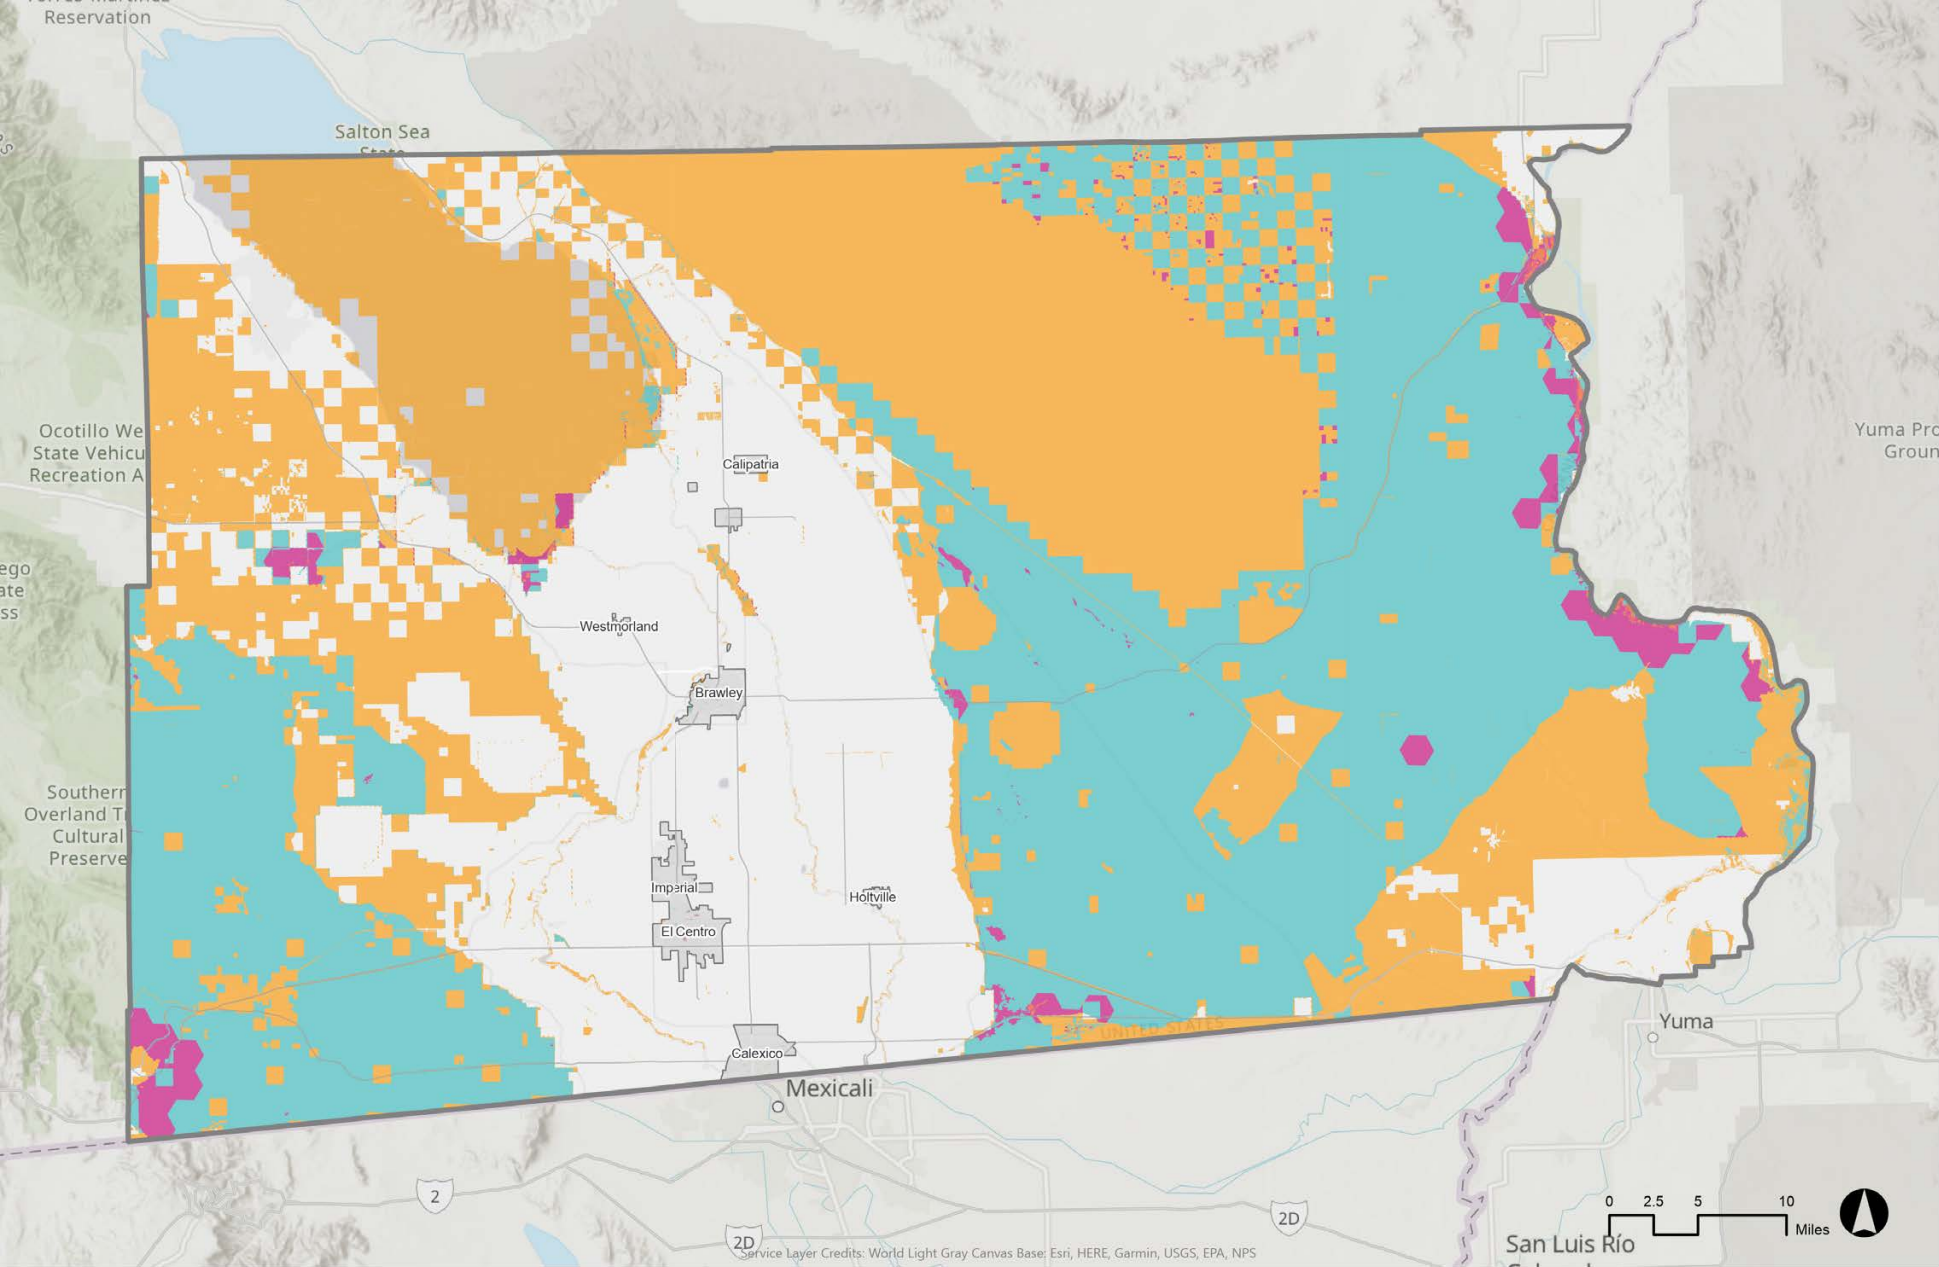 Reservation
Salton Sea
Ocotillo We
State Vehicu
Recreation A
Yuma Pro
Groun
Calipatria
ego
ate
ss
Westmorland
Brawley
Southern
Overland T
Cultural
Preserve
Imperial
Holtville
El Centro
Calexico
UNITED STATES
Yuma
Mexicali
2
2D
2D
0 2.5 5 10
Miles
San Luis Río
Service Layer Credits: World Light Gray Canvas Base: Esri, HERE, Garmin, USGS, EPA, NPS